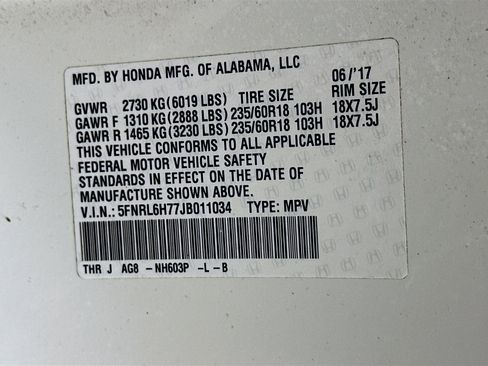 MFD. BY HONDA MFG. OF ALABAMA, LLC 06/'17
GVWR 2730 KG (6019 LBS) TIRE SIZE RIM SIZE
GAWR F 1310 KG (2888 LBS) 235/60R18 103H 18X7.5J
GAWR R 1465 KG (3230 LBS) 235/60R18 103H 18X7.5J
THIS VEHICLE CONFORMS TO ALL APPLICABLE
FEDERAL MOTOR VEHICLE SAFETY
STANDARDS IN EFFECT ON THE DATE OF
MANUFACTURE SHOWN ABOVE.
V.I.N.: 5FNRL6H77JB011034 TYPE: MPV
THR J AG8 -NH603P -L-B